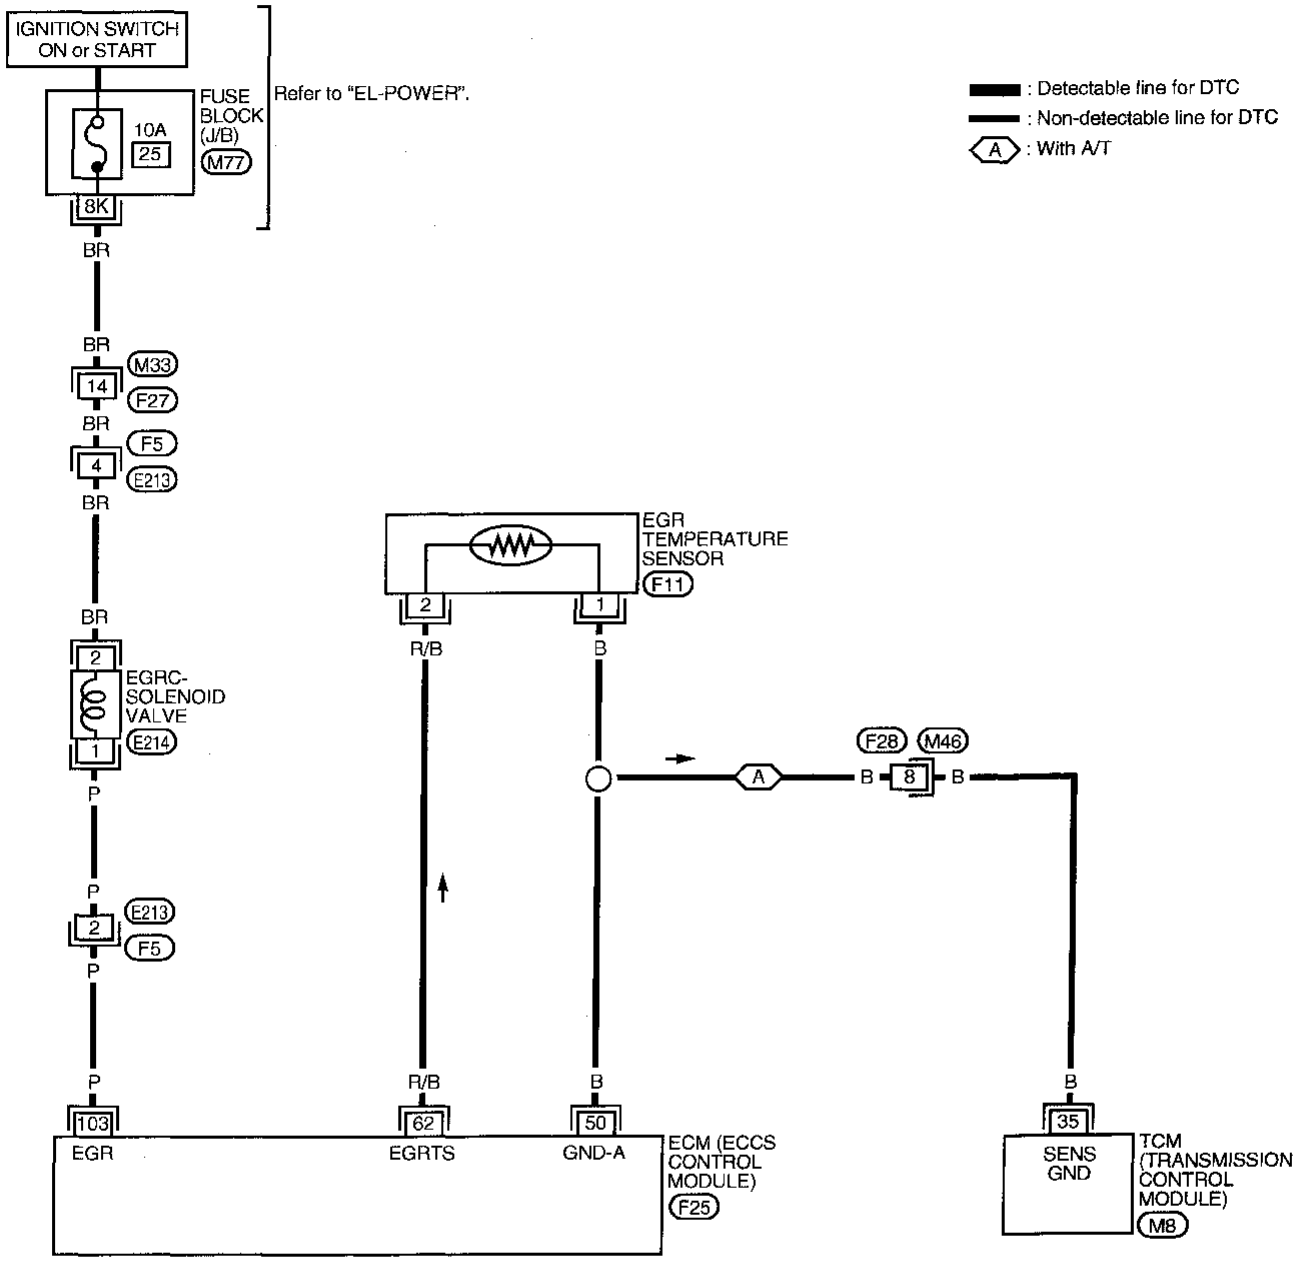 IGNITION SWITCH
ON or START
FUSE
BLOCK
(J/B)
M77
10A
25
8K
Refer to "EL-POWER".
: Detectable line for DTC
: Non-detectable line for DTC
A : With A/T
BR
BR
14
M33
F27
BR
4
F5
E213
BR
BR
2
EGRC-
SOLENOID
VALVE
E214
1
P
P
2
E213
F5
P
P
103
EGR
EGR
TEMPERATURE
SENSOR
F11
2
1
R/B
B
A
B
F28
M46
8
B
R/B
B
B
62
50
35
EGRTS
GND-A
ECM (ECCS
CONTROL
MODULE)
F25
SENS
GND
TCM
(TRANSMISSION
CONTROL
MODULE)
M8